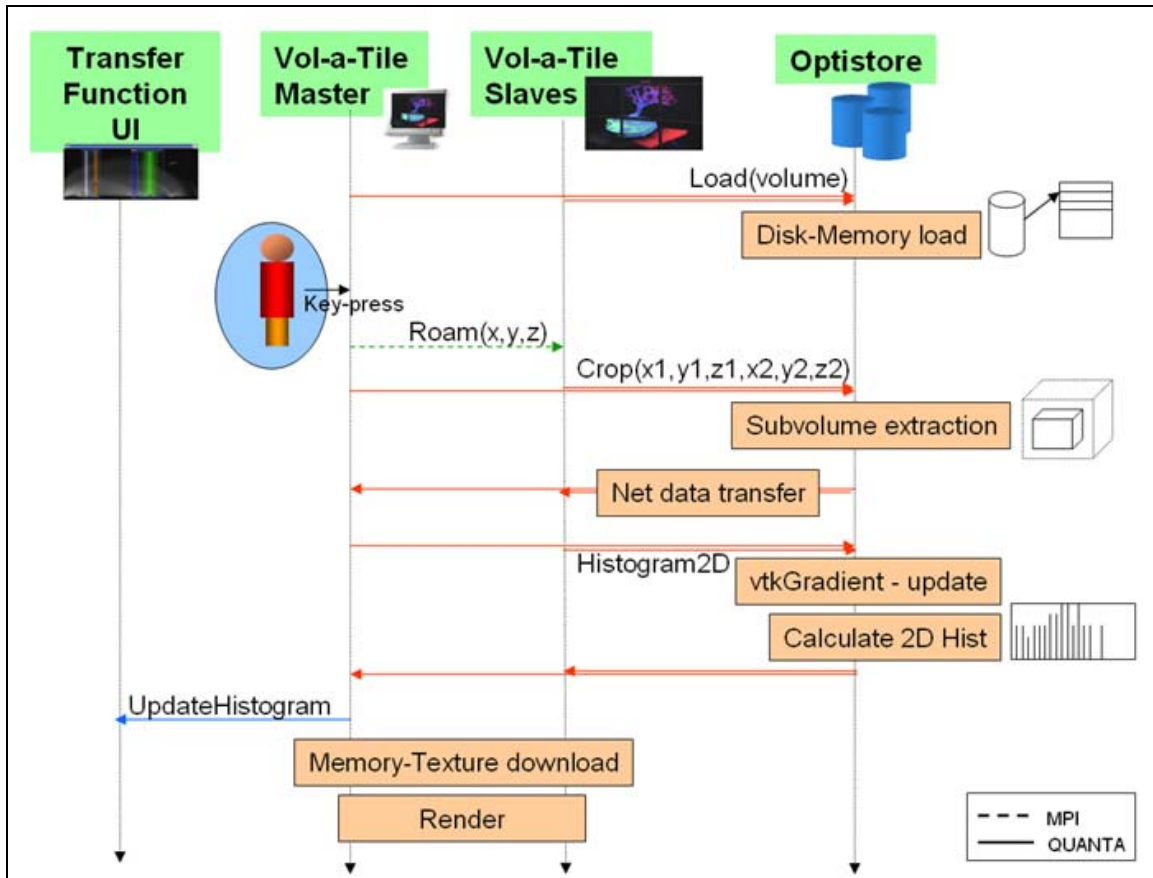 Transfer
Function
UI
Vol-a-Tile
Master
Vol-a-Tile
Slaves
Optistore
Load(volume)
Disk-Memory load
Key-press
Roam(x,y,z)
Crop(x1,y1,z1,x2,y2,z2)
Subvolume extraction
Net data transfer
Histogram2D
vtkGradient - update
Calculate 2D Hist
UpdateHistogram
Memory-Texture download
Render
MPI
QUANTA